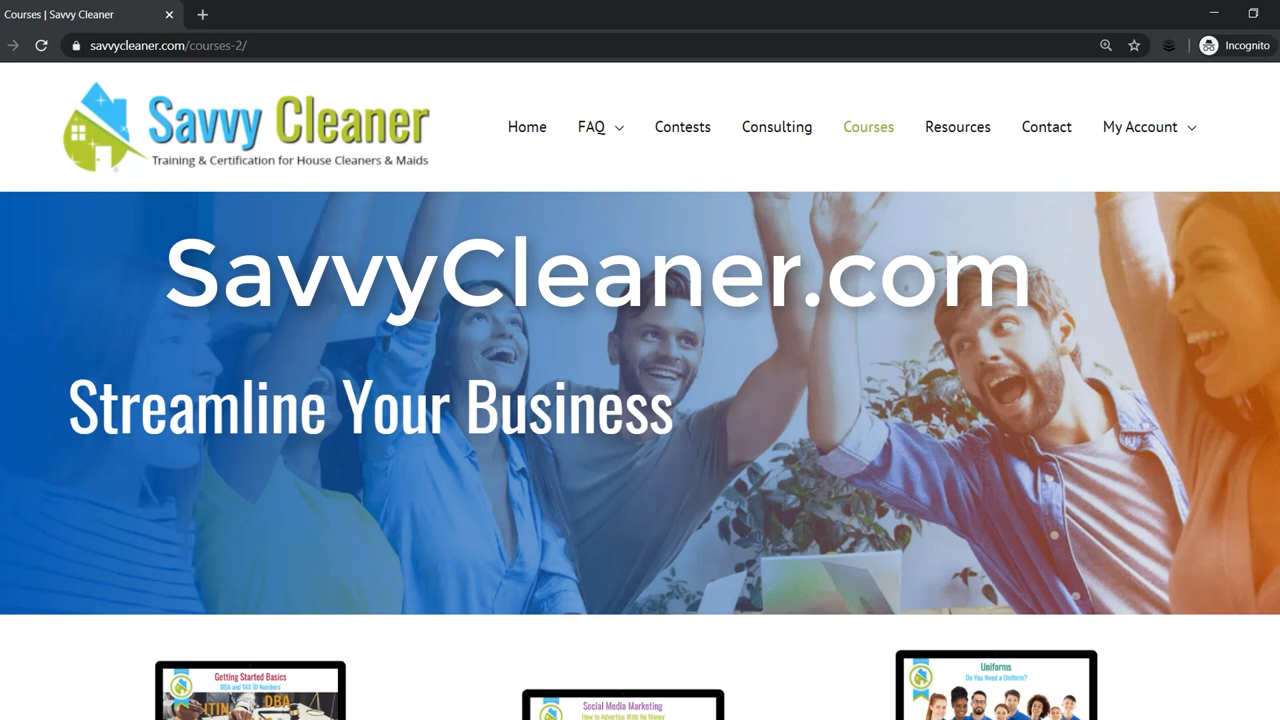 Courses | Savvy Cleaner
savvycleaner.com/courses-2/
Incognito
Savvy Cleaner
Training & Certification for House Cleaners & Maids
Home
FAQ
Contests
Consulting
Courses
Resources
Contact
My Account
SavvyCleaner.com
Streamline Your Business
Getting Started Basics
DBA and TAX ID Numbers
ITIN
DBA
Social Media Marketing
How to Advertise With No Money
Uniforms
Do You Need a Uniform?